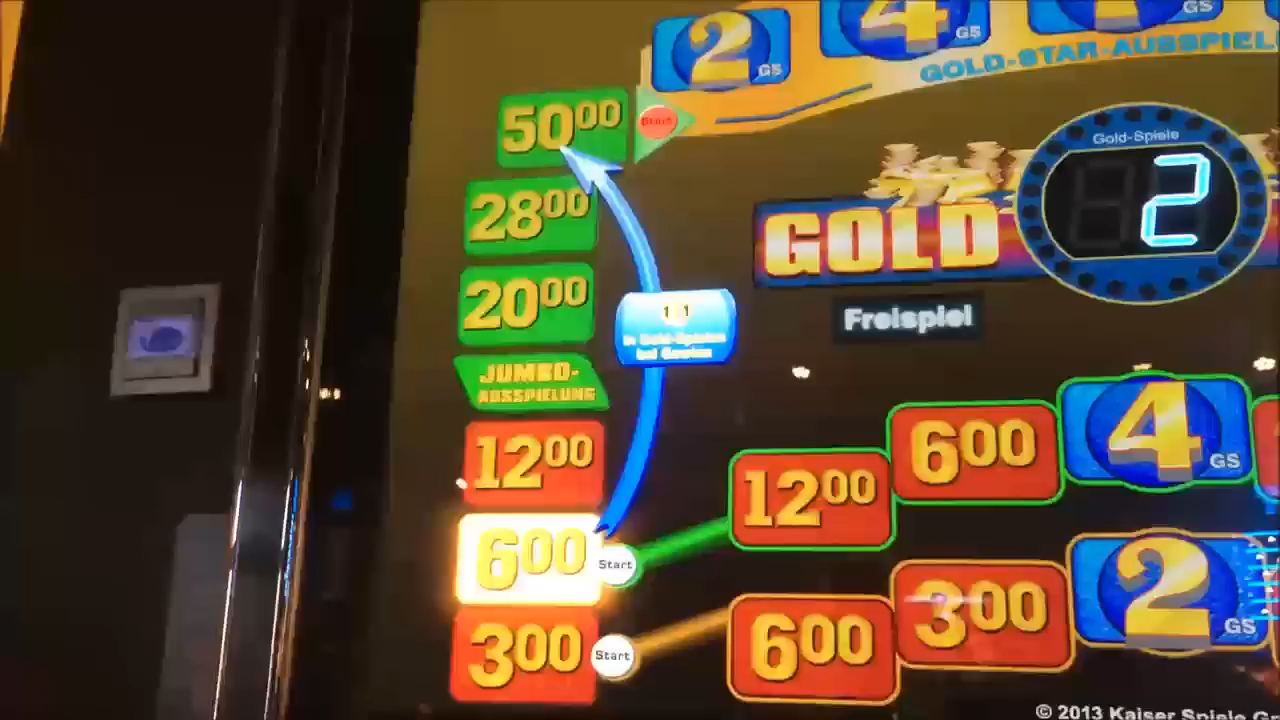 2 GS
4 GS
GS
GOLD-STAR-AUSSPIEL
50⁰⁰
Start
Gold-Spiele
2
28⁰⁰
GOLD
20⁰⁰
Freispiel
JUMBO-
AUSSPIELUNG
12⁰⁰
6⁰⁰
4 GS
12⁰⁰
6⁰⁰
Start
2 GS
3⁰⁰
3⁰⁰
Start
6⁰⁰
© 2013 Kaiser Spiele G